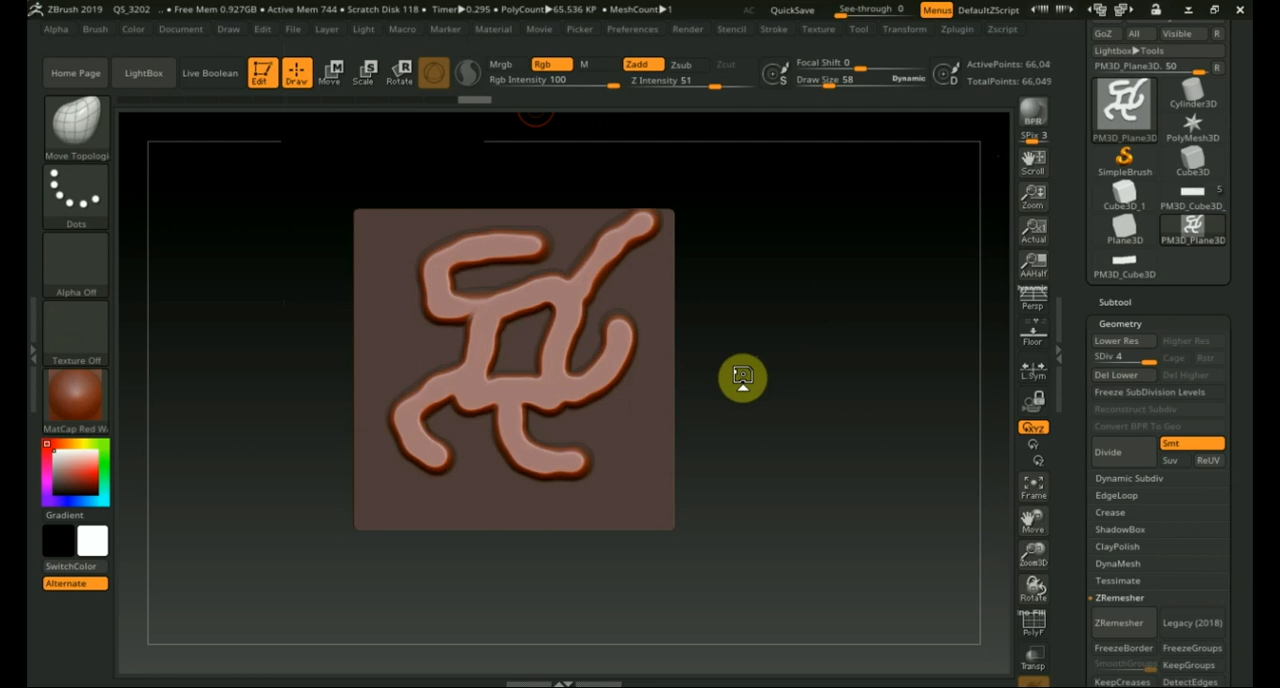 ZBrush 2019 QS_3202 .. • Free Mem 0.927GB • Active Mem 744 • Scratch Disk 118 • Timer▶0.295 • PolyCount▶65.536 KP • MeshCount▶1 AC QuickSave See-through 0 Menus DefaultZScript
Alpha Brush Color Document Draw Edit File Layer Light Macro Marker Material Movie Picker Preferences Render Stencil Stroke Texture Tool Transform Zplugin Zscript
Home Page LightBox Live Boolean Edit Draw Move Scale Rotate
Mrgb Rgb M Zadd Zsub Zcut
Rgb Intensity 100 Z Intensity 51
Focal Shift 0
Draw Size 58 Dynamic
ActivePoints: 66,04
TotalPoints: 66,049
Move Topologi
Dots
Alpha Off
Texture Off
MatCap Red W
Gradient
SwitchColor
Alternate
BPR
SPix 3
Scroll
Zoom
Actual
AAHalf
Dynamic
Persp
Floor
L.Sym
XYZ
Frame
Move
Zoom3D
Rotate
PolyF
Transp
GoZ All Visible R
Lightbox▶Tools
PM3D_Plane3D. 50 R
PM3D_Plane3D Cylinder3D
PolyMesh3D
SimpleBrush Cube3D
5
Cube3D_1 PM3D_Cube3D_
Plane3D PM3D_Plane3D
PM3D_Cube3D
Subtool
Geometry
Lower Res Higher Res
SDiv 4 Cage Rstr
Del Lower Del Higher
Freeze SubDivision Levels
Reconstruct Subdiv
Convert BPR To Geo
Divide Smt
Suv ReUV
Dynamic Subdiv
EdgeLoop
Crease
ShadowBox
ClayPolish
DynaMesh
Tessimate
ZRemesher
ZRemesher Legacy (2018)
FreezeBorder FreezeGroups
SmoothGroups KeepGroups
KeepCreases DetectEdges